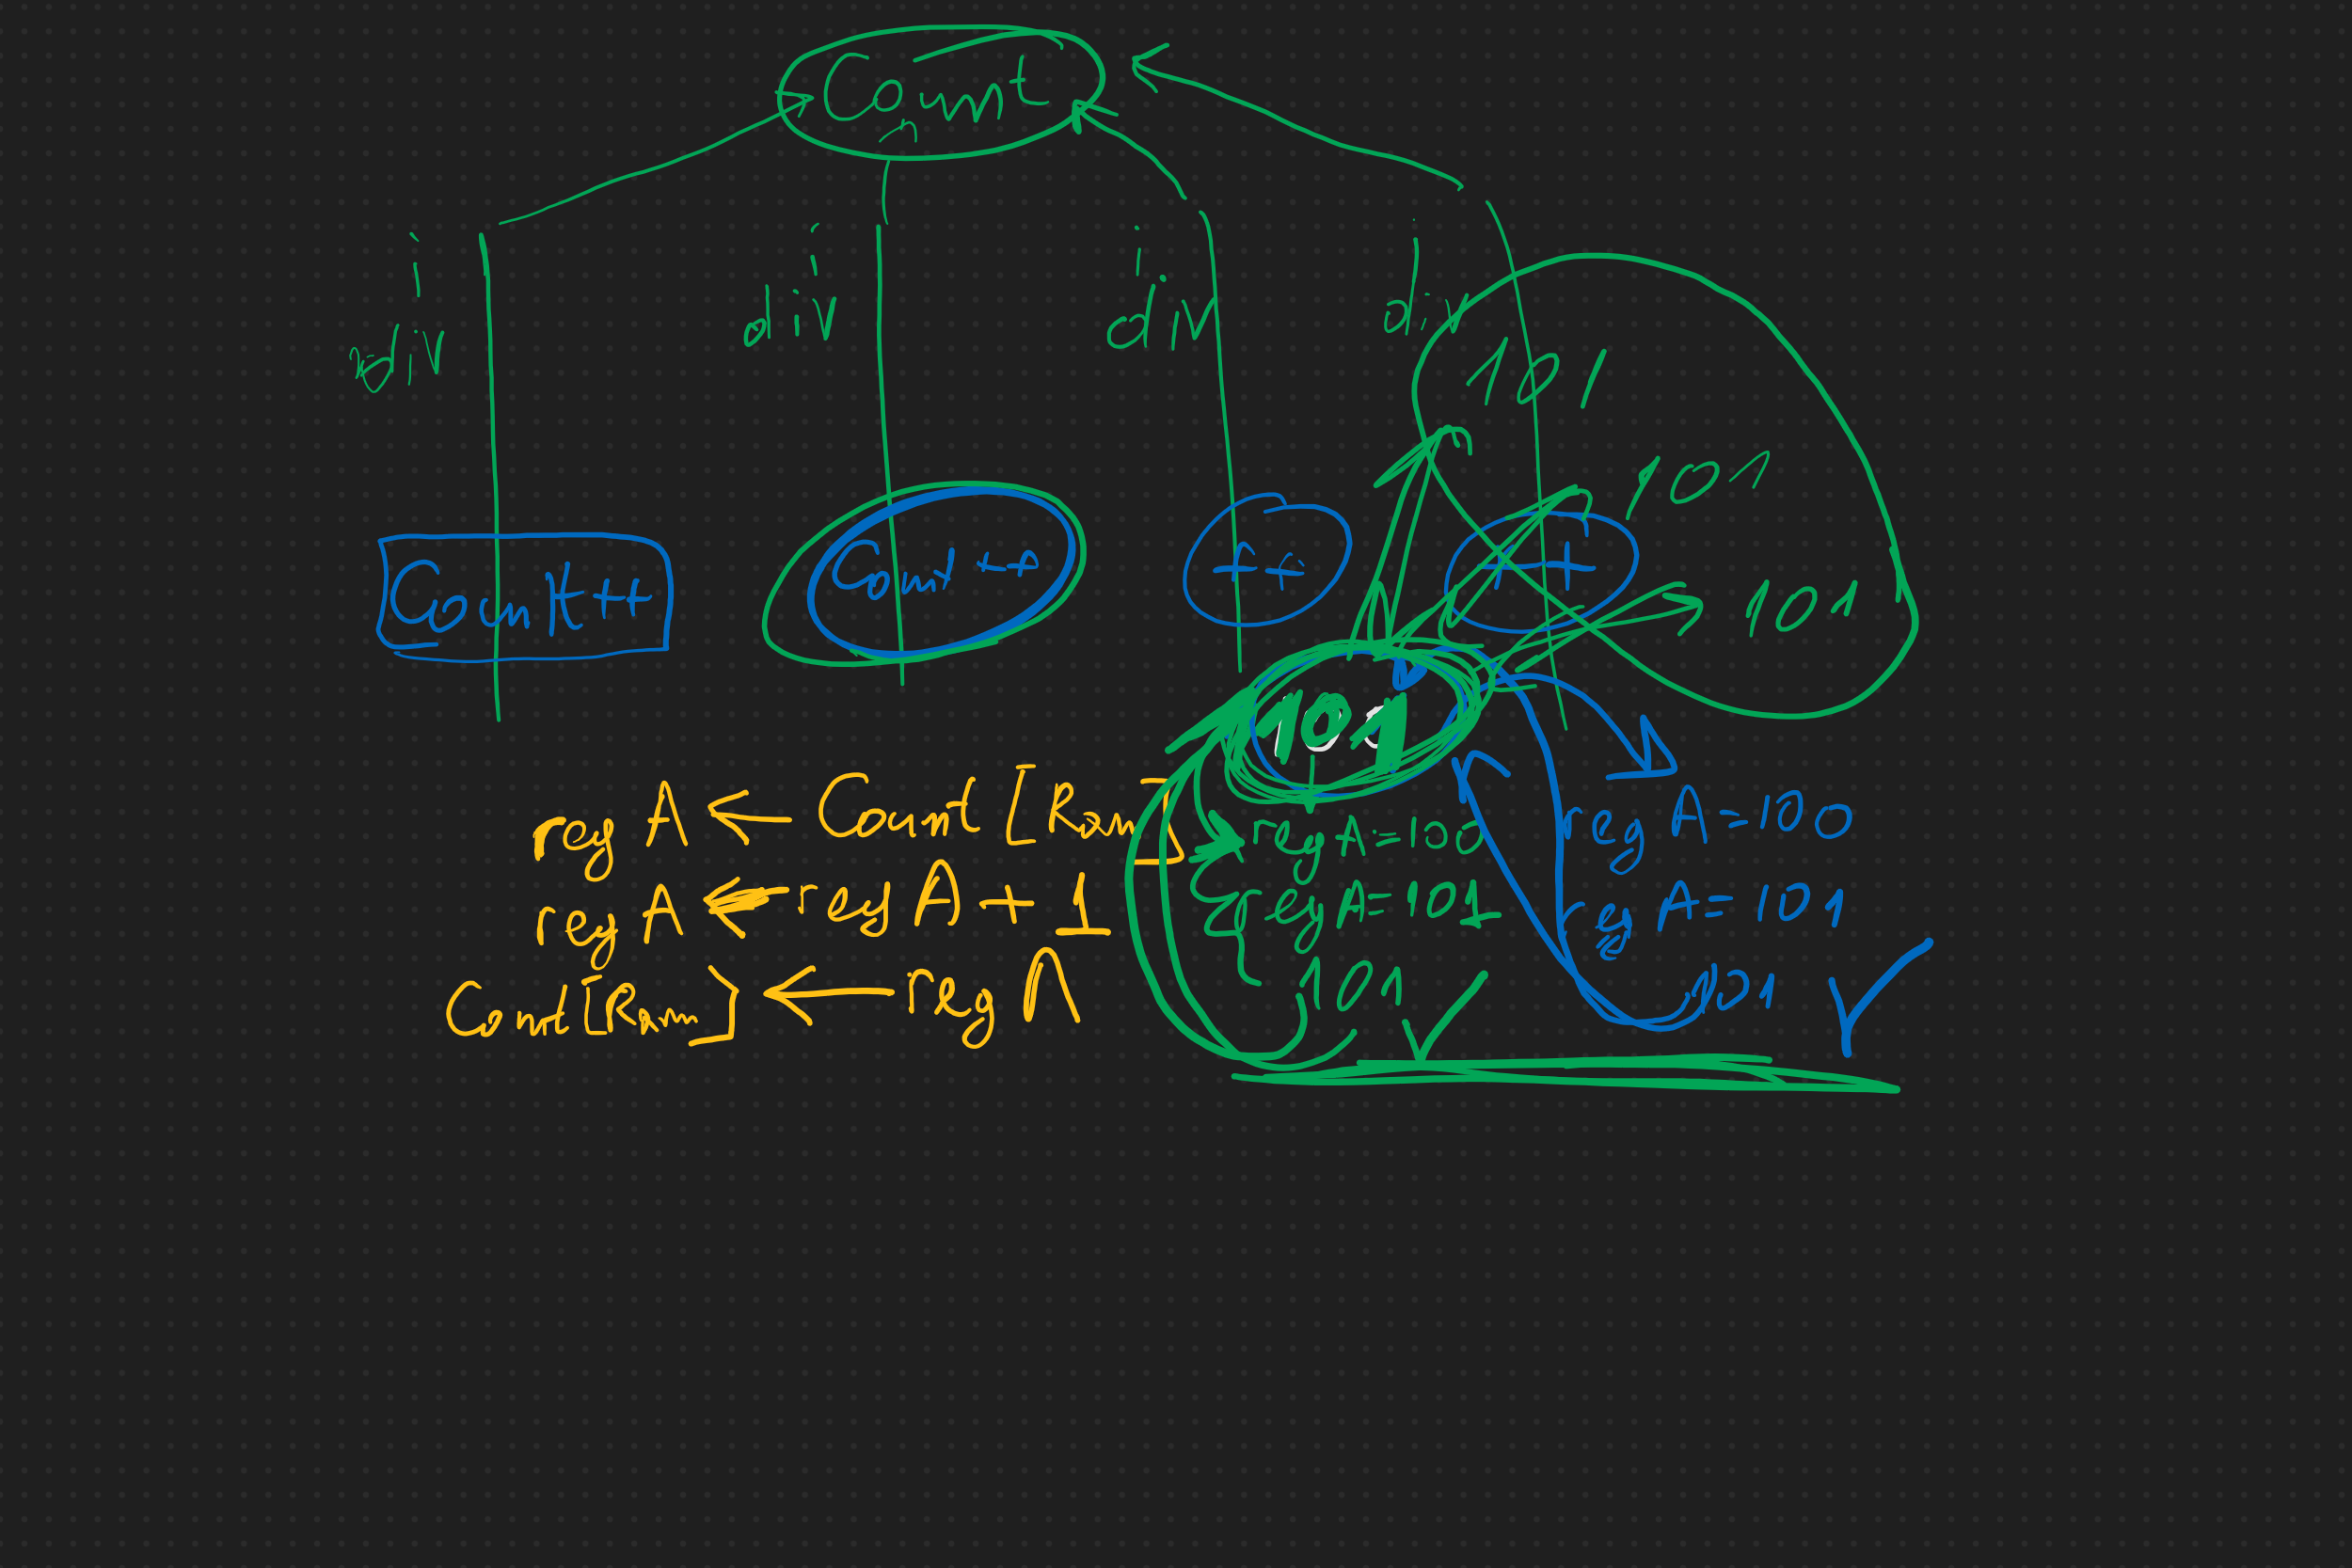 Count
i
i
i
i
div
div
div
div
101
101
101
Count++
Count++
++
++
101
reg A ← Count [Ram]
reg A ← reg A + 1
Count [Ram] ← reg A
reg A = 100
reg A = 101
101 ✓
reg A = 100
reg A = 101
101 ✓